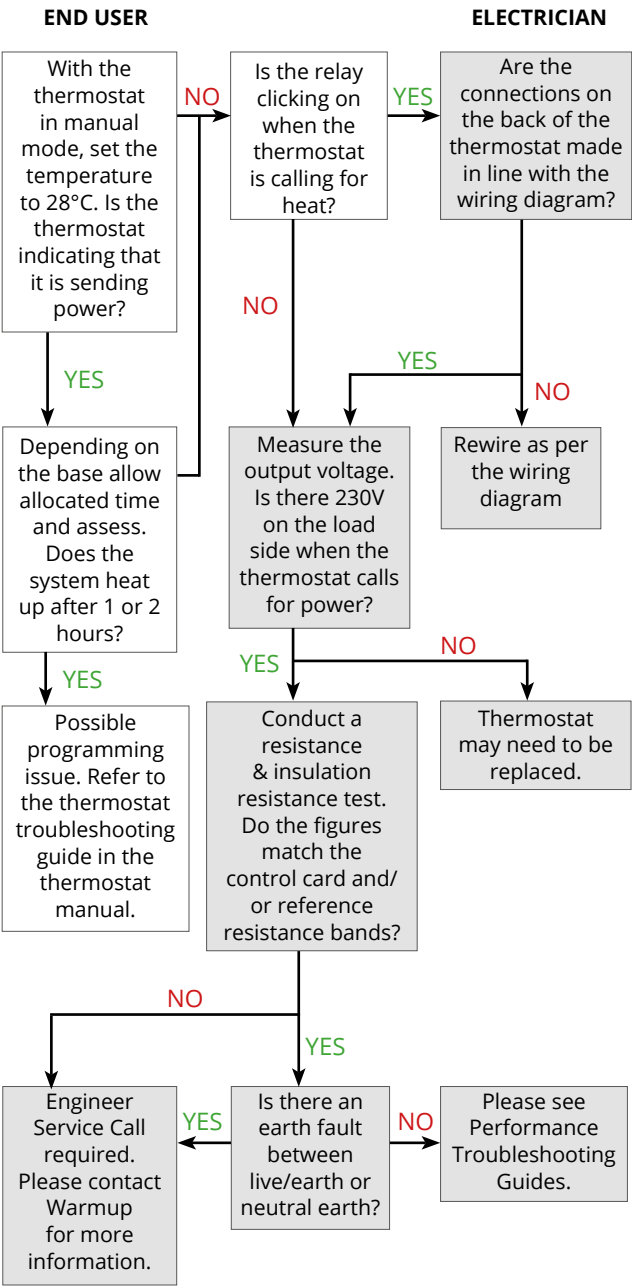 END USER
ELECTRICIAN
With the
thermostat
in manual
mode, set the
temperature
to 28°C. Is the
thermostat
indicating that
it is sending
power?
NO
Is the relay
clicking on
when the
thermostat
is calling for
heat?
YES
Are the
connections on
the back of the
thermostat made
in line with the
wiring diagram?
YES
NO
YES
NO
Depending on
the base allow
allocated time
and assess.
Does the
system heat
up after 1 or 2
hours?
Measure the
output voltage.
Is there 230V
on the load
side when the
thermostat calls
for power?
Rewire as per
the wiring
diagram
YES
YES
NO
Possible
programming
issue. Refer to
the thermostat
troubleshooting
guide in the
thermostat
manual.
Conduct a
resistance
& insulation
resistance test.
Do the figures
match the
control card and/
or reference
resistance bands?
Thermostat
may need to be
replaced.
NO
YES
Engineer
Service Call
required.
Please contact
Warmup
for more
information.
YES
Is there an
earth fault
between
live/earth or
neutral earth?
NO
Please see
Performance
Troubleshooting
Guides.